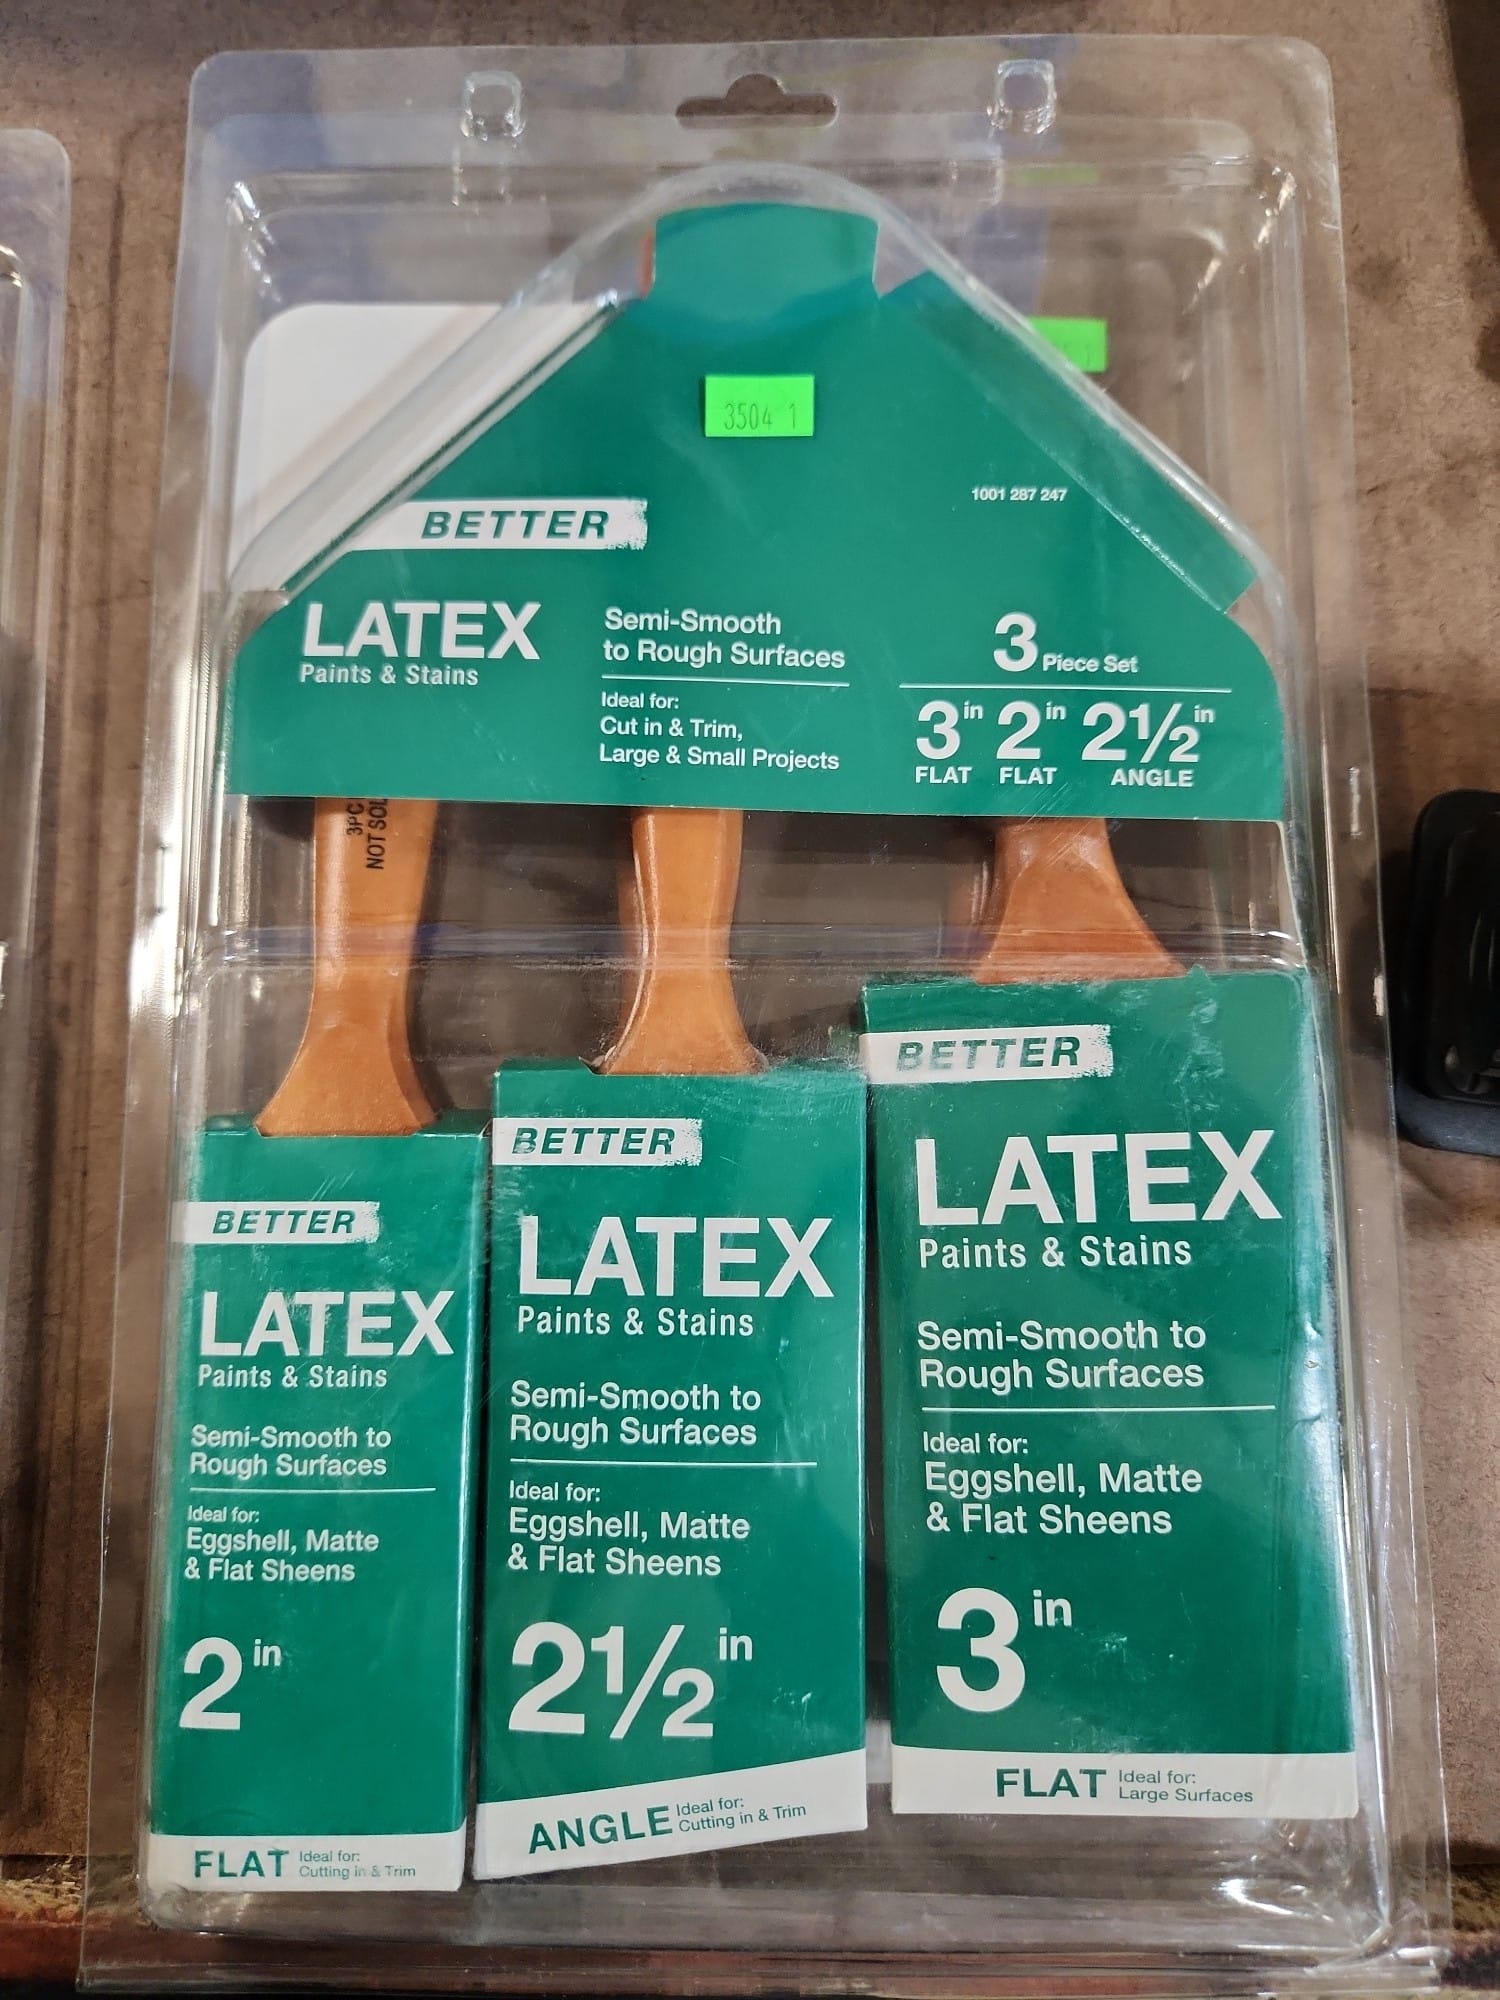 3504 1
1001 287 247
BETTER
LATEX
Paints & Stains
Semi-Smooth
to Rough Surfaces
Ideal for:
Cut in & Trim,
Large & Small Projects
3 Piece Set
3 in 2 in 2½ in
FLAT FLAT ANGLE
3PC
NOT
BETTER
LATEX
Paints & Stains
Semi-Smooth to
Rough Surfaces
Ideal for:
Eggshell, Matte
& Flat Sheens
2 in
FLAT Ideal for:
Cutting in & Trim
BETTER
LATEX
Paints & Stains
Semi-Smooth to
Rough Surfaces
Ideal for:
Eggshell, Matte
& Flat Sheens
2½ in
ANGLE Ideal for:
Cutting in & Trim
BETTER
LATEX
Paints & Stains
Semi-Smooth to
Rough Surfaces
Ideal for:
Eggshell, Matte
& Flat Sheens
3 in
FLAT Ideal for:
Large Surfaces